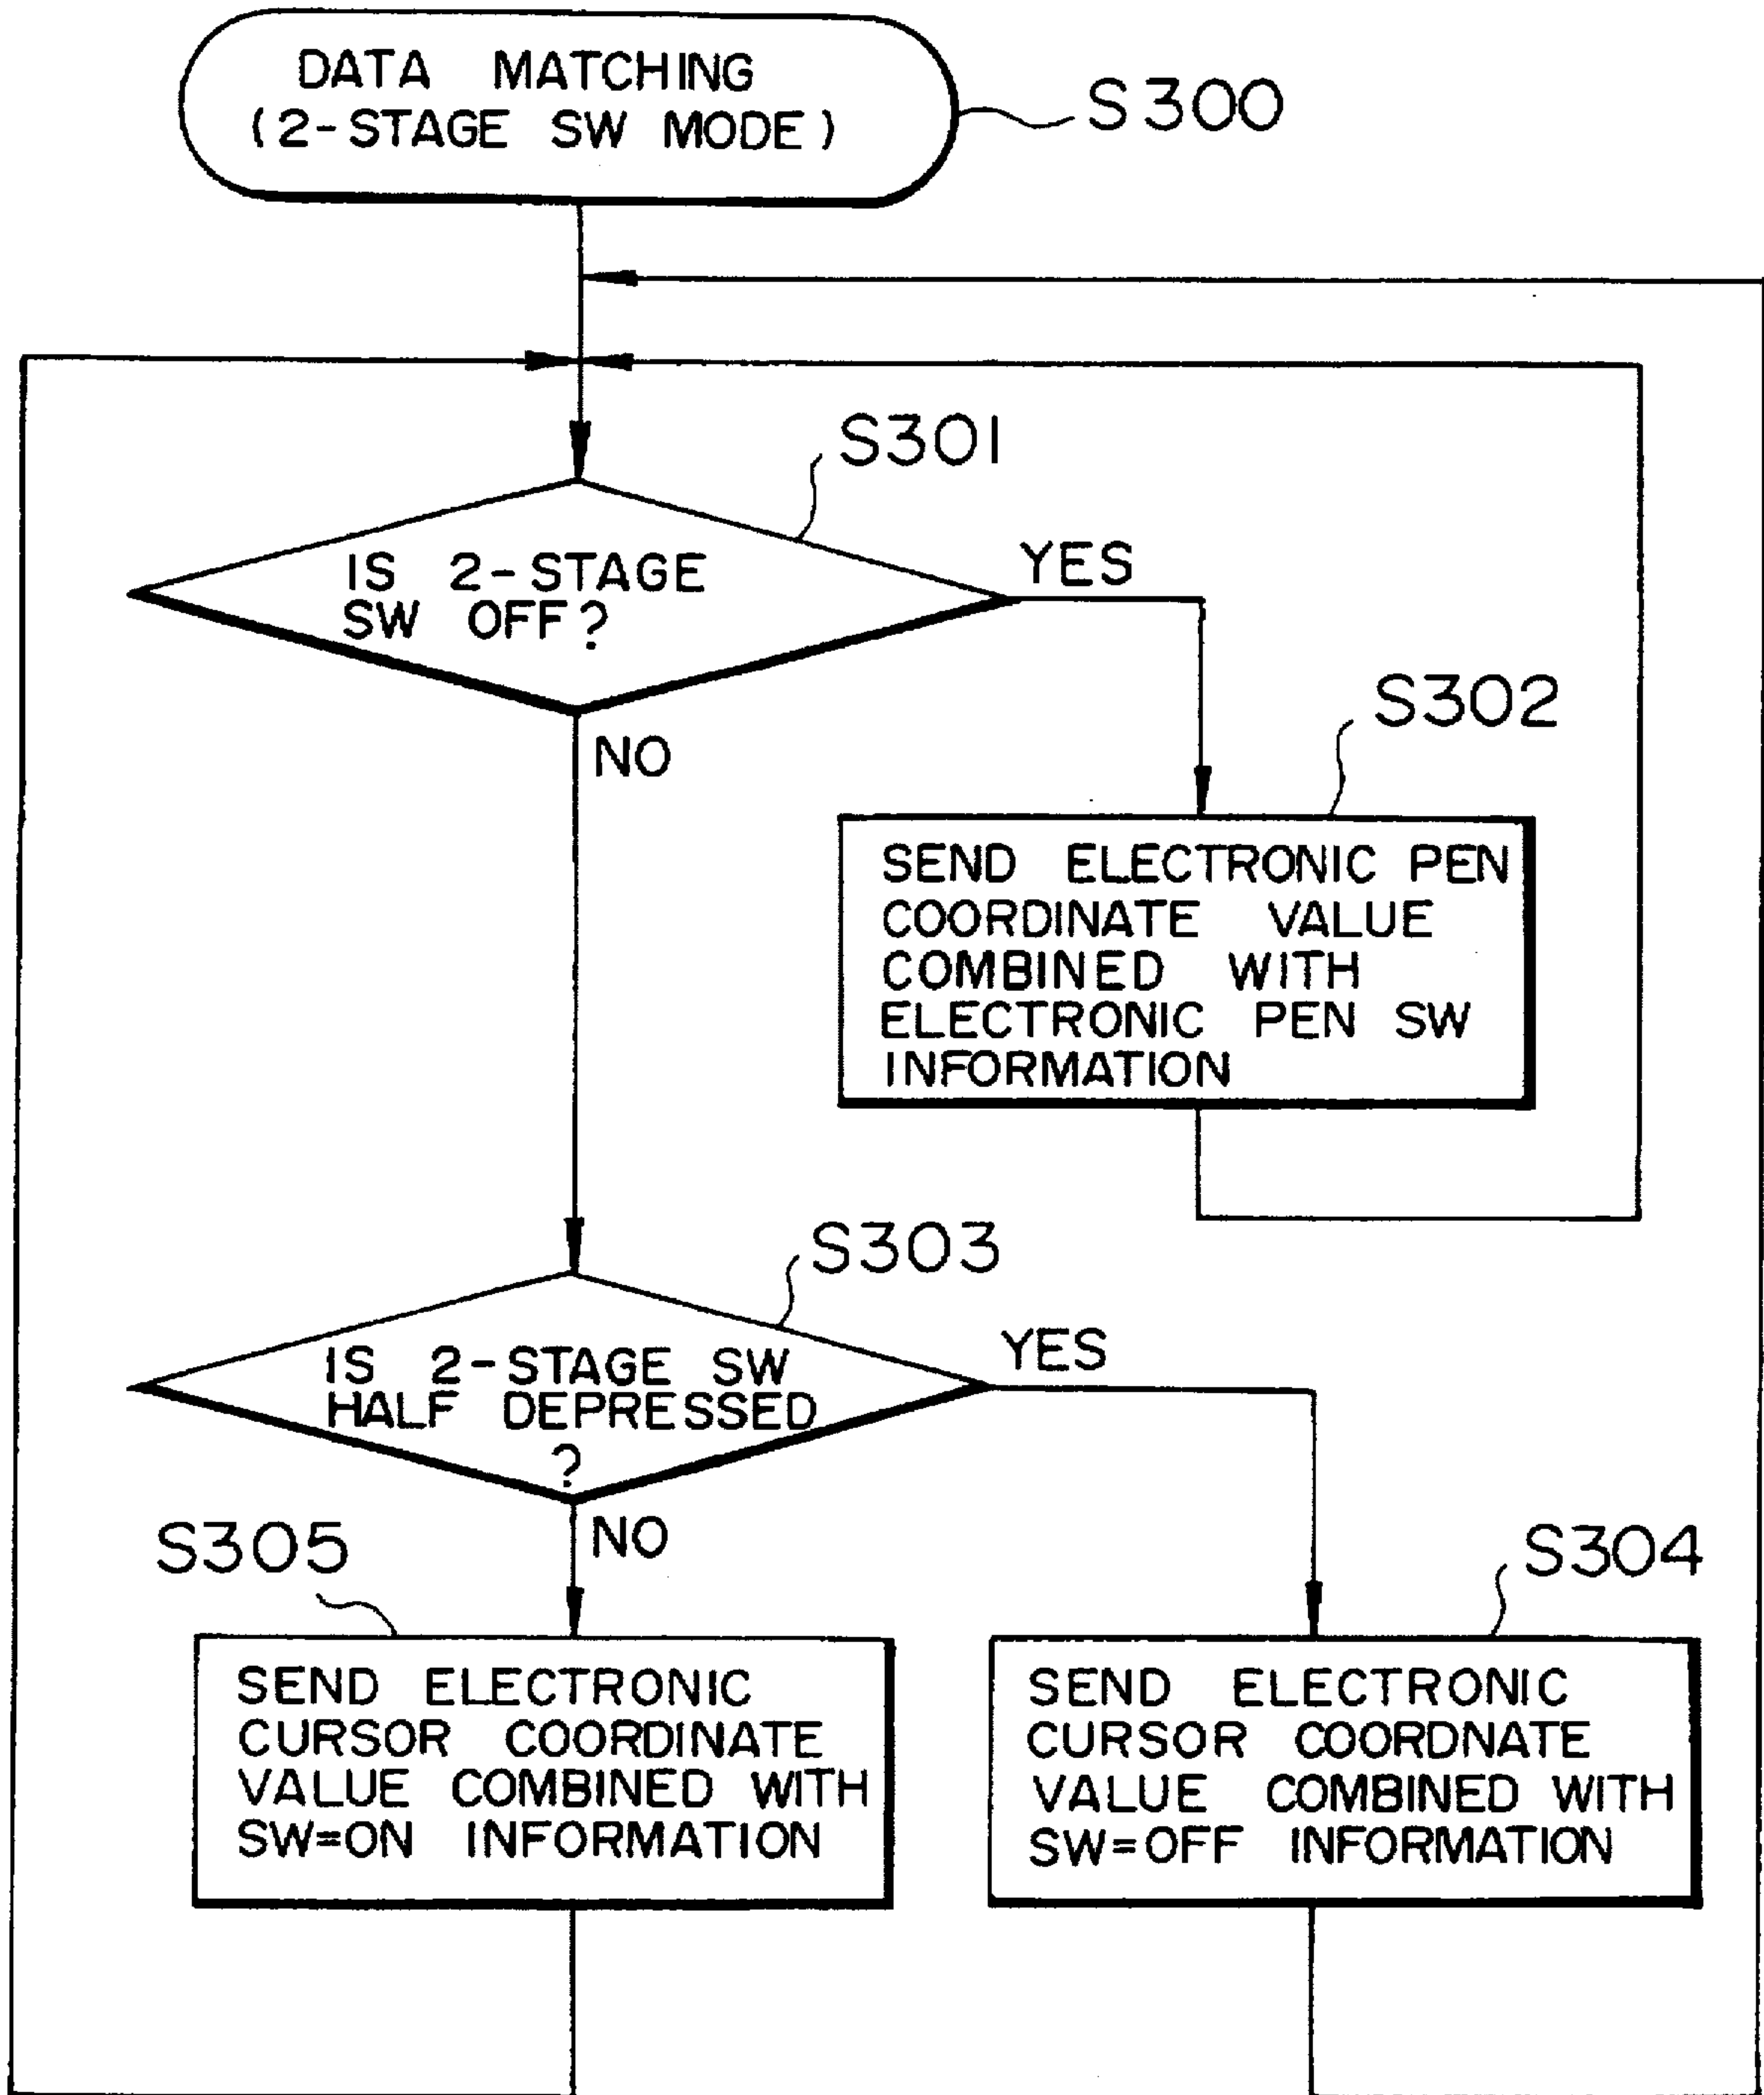 DATA MATCHING
(2-STAGE SW MODE)
S300
S301
IS 2-STAGE
SW OFF?
YES
NO
S302
SEND ELECTRONIC PEN
COORDINATE VALUE
COMBINED WITH
ELECTRONIC PEN SW
INFORMATION
S303
IS 2-STAGE SW
HALF DEPRESSED
?
YES
NO
S305
SEND ELECTRONIC
CURSOR COORDINATE
VALUE COMBINED WITH
SW=ON INFORMATION
S304
SEND ELECTRONIC
CURSOR COORDNATE
VALUE COMBINED WITH
SW=OFF INFORMATION